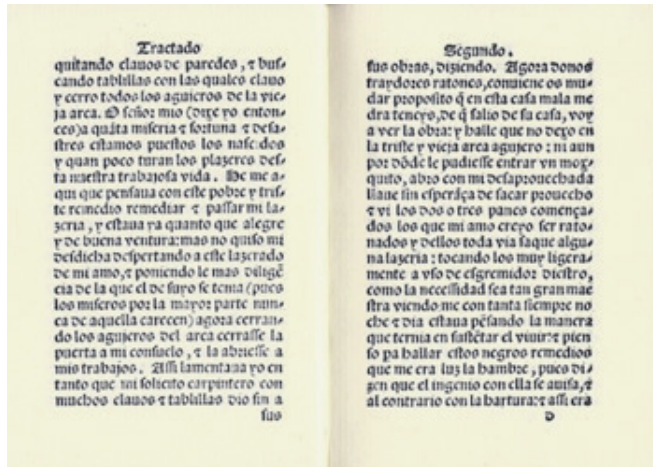 Tractado
quitando clauos de paredes, ⁊ bus-
cando tablillas con las quales clauo
y cerro todos los agujeros de la vie-
ja arca. O señor mio (dixe yo enton-
ces) a quãta miseria ⁊ fortuna ⁊ desa-
stres estamos puestos los nascidos
y quan poco turan los plazeres des-
ta nuestra trabajosa vida. He me a-
qui que pensaua con este pobre y tris-
te remedio remediar ⁊ passar mi la-
zeria, y estaua ya quanto que alegre
y de buena ventura: mas no quiso mi
desdicha despertando a este lazerado
de mi amo, ⁊ poniendo le mas diligẽ
cia de la que el de suyo se tenia (pues
los miseros por la mayor parte nun-
ca de aquella carecen) agora cerran-
do los agujeros del arca cerrasse la
puerta a mi consuelo, ⁊ la abriesse a
mis trabajos. Assi lamentaua yo en
tanto que mi solicito carpintero con
muchos clauos ⁊ tablillas dio fin a
sus
Segundo.
sus obras, diziendo. Agora donos
traydores ratones, conuiene os mu-
dar proposito q̃ en esta casa mala me
dra teneys, de q̃ salio de su casa, voy
a ver la obra: y halle que no dexo en
la triste y vieja arca agujero: ni aun
por dõde le pudiesse entrar vn mox-
quito, abro con mi desaprouechada
llaue sin esperãça de sacar prouecho
⁊ vi los dos o tres panes começa-
dos los que mi amo creyo ser rato-
nados y dellos toda via saque algu-
na lazeria: tocando los muy ligera-
mente a vso de esgremidor diestro,
como la necessidad sea tan gran mae
stra viendo me con tanta siempre no
che ⁊ dia estaua pẽsando la manera
que ternia en sustẽtar el viuir: ⁊ pien
so pa hallar estos negros remedios
que me era luz la hambre, pues di-
zen que el ingenio con ella se auisa, ⁊
al contrario con la hartura: ⁊ assi era
D